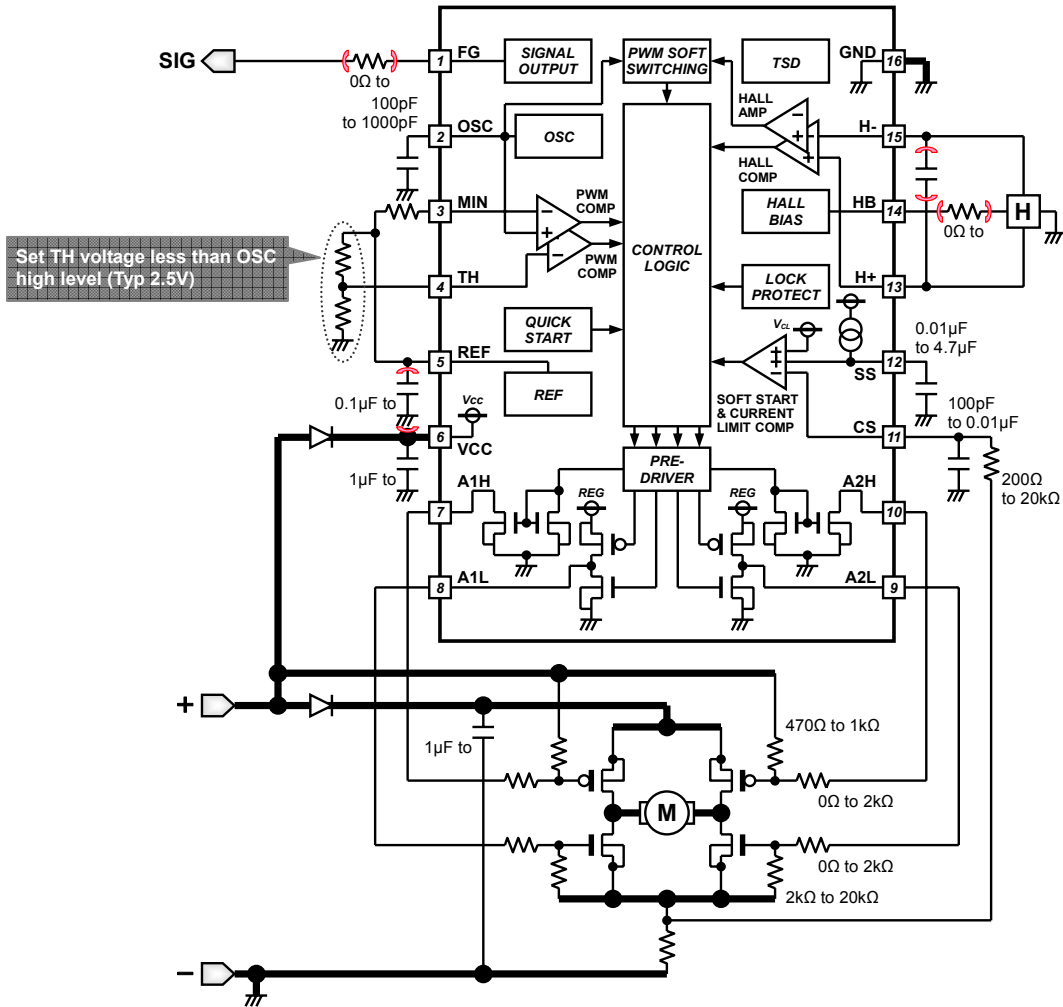 SIG
0Ω to
1
FG
SIGNAL
OUTPUT
PWM SOFT
SWITCHING
TSD
GND
16
100pF
to 1000pF
2
OSC
OSC
HALL
AMP
HALL
COMP
H-
15
3
MIN
PWM
COMP
PWM
COMP
CONTROL
LOGIC
HALL
BIAS
HB
14
0Ω to
H
Set TH voltage less than OSC
high level (Typ 2.5V)
4
TH
LOCK
PROTECT
H+
13
QUICK
START
VCL
0.01µF
to 4.7µF
5
REF
REF
SS
12
SOFT START
& CURRENT
LIMIT COMP
0.1µF to
Vcc
6
VCC
CS
11
100pF
to 0.01µF
1µF to
PRE-
DRIVER
200Ω
to 20kΩ
A1H
7
REG
REG
A2H
10
8
A1L
A2L
9
+
1µF to
470Ω to 1kΩ
0Ω to 2kΩ
M
0Ω to 2kΩ
2kΩ to 20kΩ
–